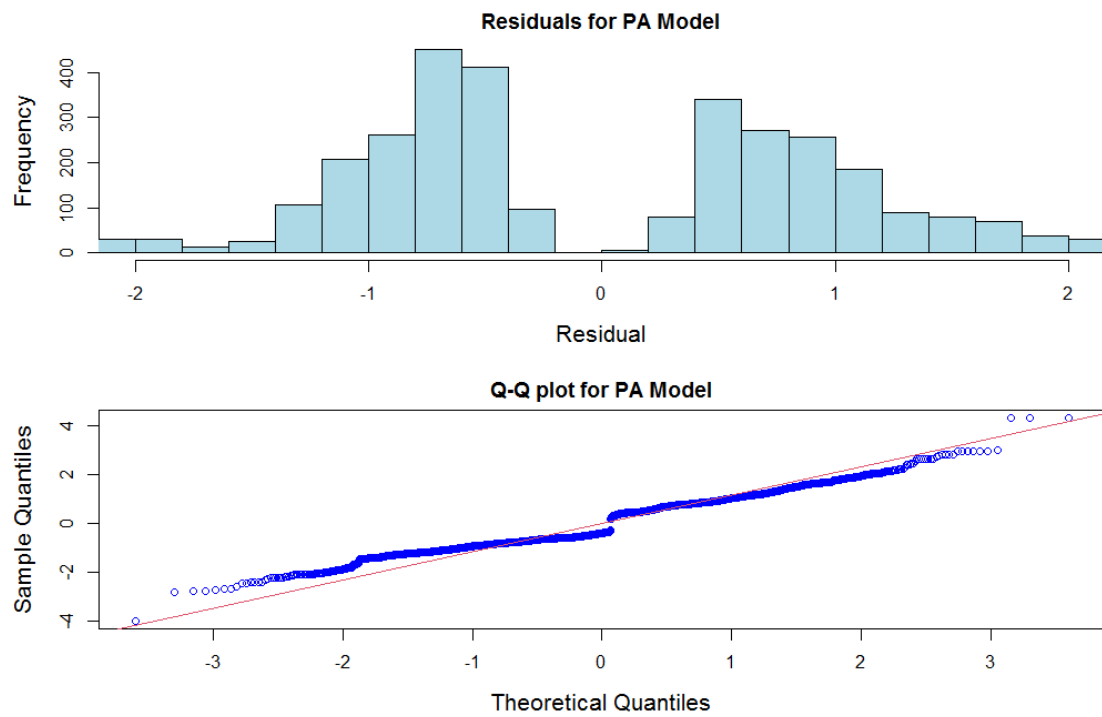 Residuals for PA Model
Frequency
400
300
200
100
0
-2 -1 0 1 2
Residual
Q-Q plot for PA Model
Sample Quantiles
4
2
0
-2
-4
-3 -2 -1 0 1 2 3
Theoretical Quantiles